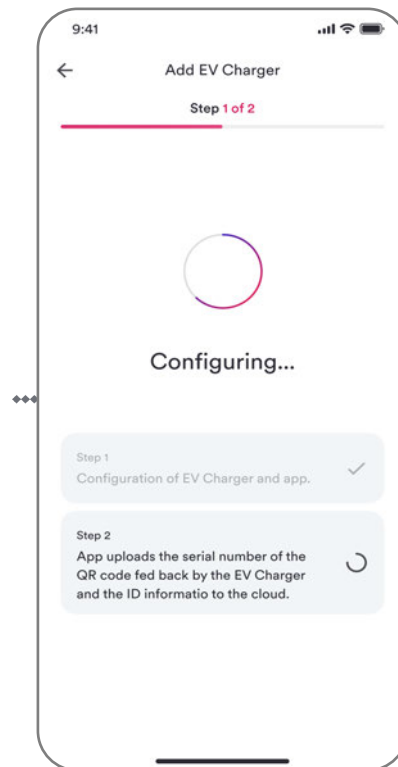 9:41
Add EV Charger
Step 1 of 2
Configuring...
Step 1
Configuration of EV Charger and app.
Step 2
App uploads the serial number of the
QR code fed back by the EV Charger
and the ID informatio to the cloud.